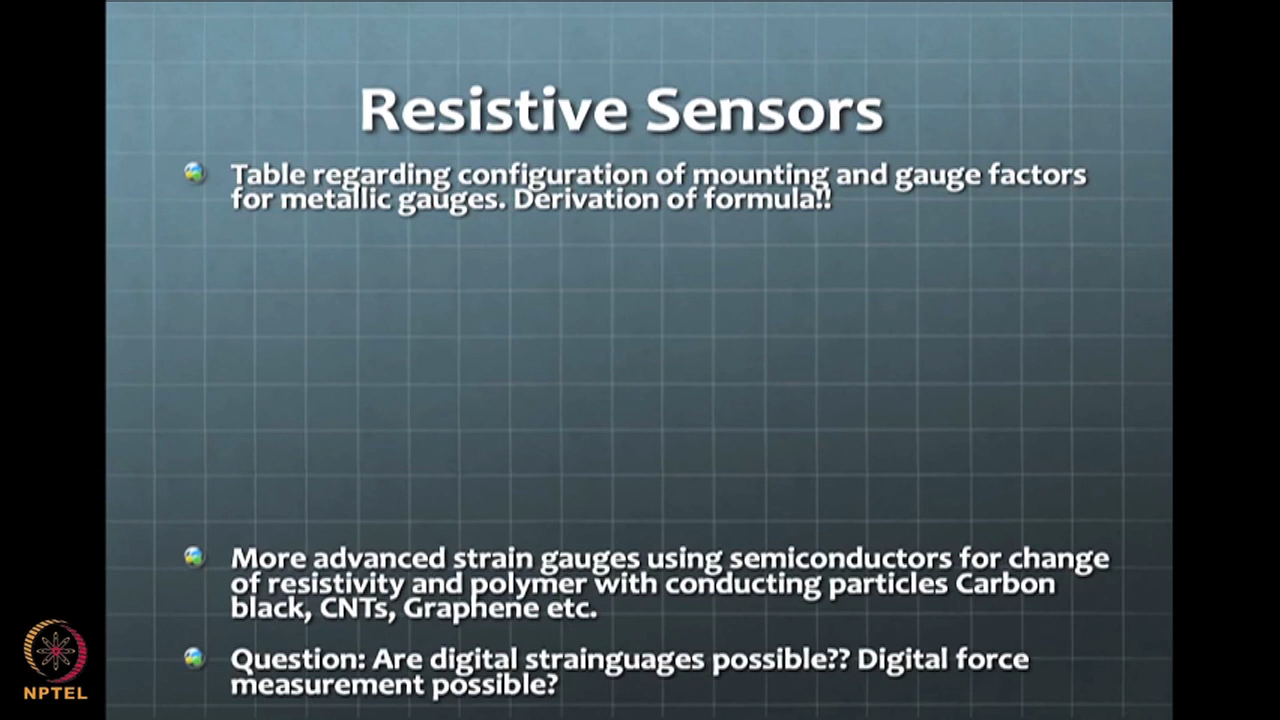 Resistive Sensors
Table regarding configuration of mounting and gauge factors
for metallic gauges. Derivation of formula!!
More advanced strain gauges using semiconductors for change
of resistivity and polymer with conducting particles Carbon
black, CNTs, Graphene etc.
Question: Are digital strainguages possible?? Digital force
measurement possible?
NPTEL